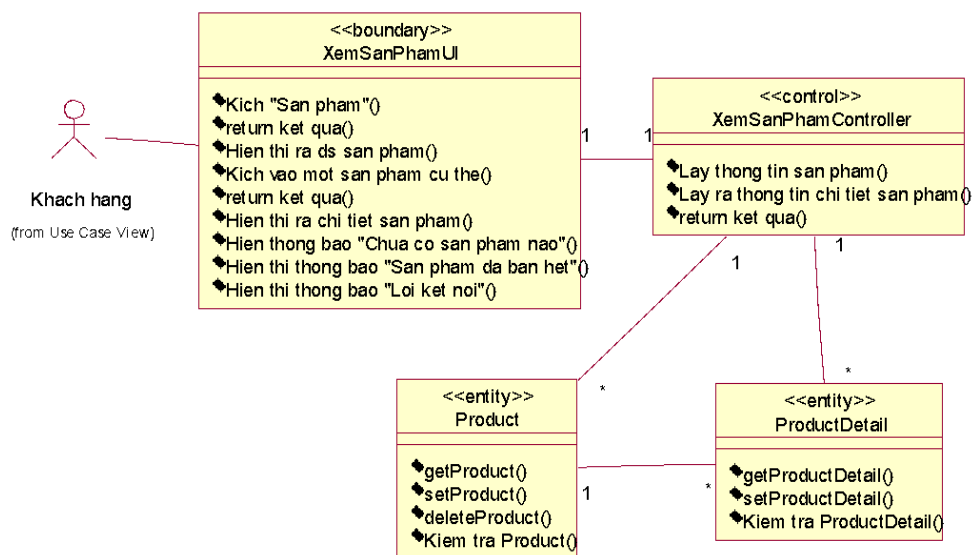 <<boundary>>
XemSanPhamUI
Kich "San pham"()
return ket qua()
Hien thi ra ds san pham()
Kich vao mot san pham cu the()
return ket qua()
Hien thi ra chi tiet san pham()
Hien thong bao "Chua co san pham nao"()
Hien thi thong bao "San pham da ban het"()
Hien thi thong bao "Loi ket noi"()
Khach hang
(from Use Case View)
1
1
<<control>>
XemSanPhamController
Lay thong tin san pham()
Lay ra thong tin chi tiet san pham()
return ket qua()
1
1
*
*
<<entity>>
Product
getProduct()
setProduct()
deleteProduct()
Kiem tra Product()
1
*
<<entity>>
ProductDetail
getProductDetail()
setProductDetail()
Kiem tra ProductDetail()